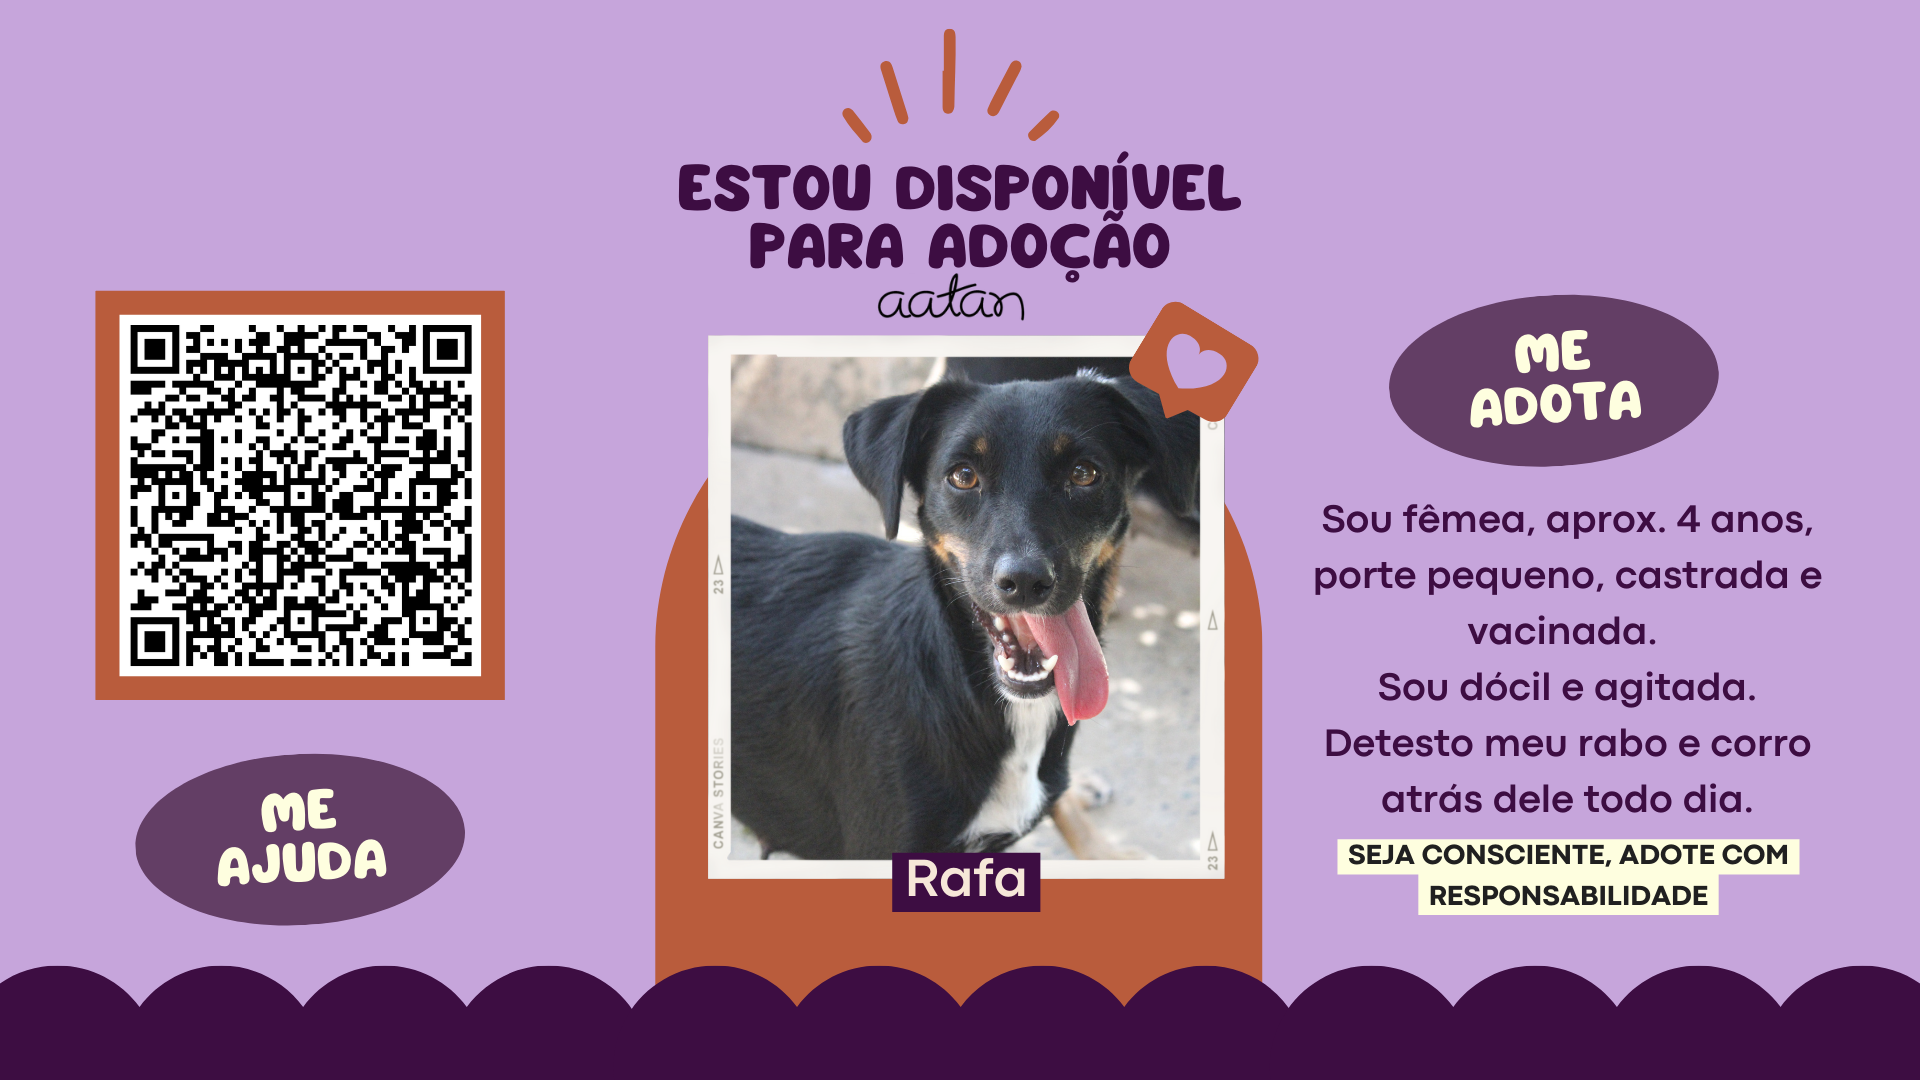 ESTOU DISPONÍVEL
PARA ADOÇÃO
aatan
ME
AJUDA
23
CANVA STORIES
23
Rafa
ME
ADOTA
Sou fêmea, aprox. 4 anos,
porte pequeno, castrada e
vacinada.
Sou dócil e agitada.
Detesto meu rabo e corro
atrás dele todo dia.
SEJA CONSCIENTE, ADOTE COM
RESPONSABILIDADE